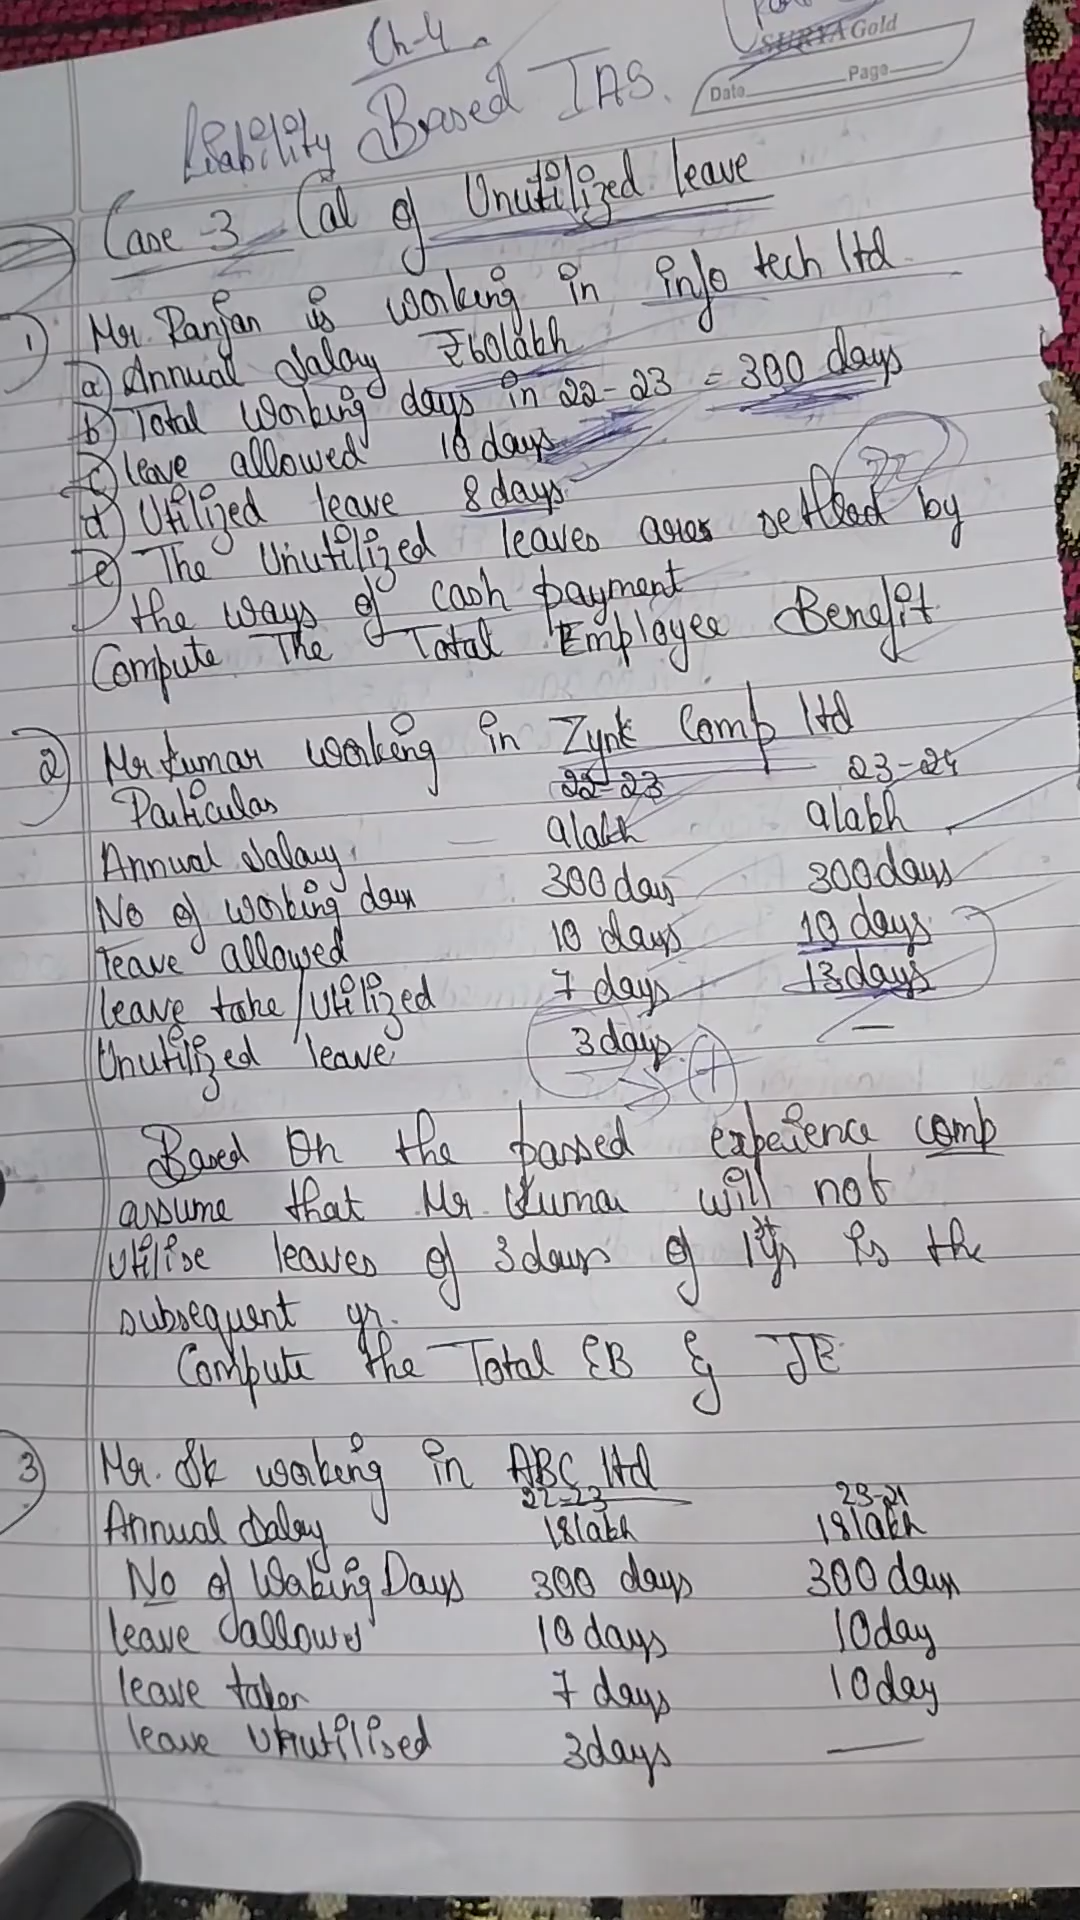 Ch-4
SURYA Gold
Date Page
Liability Based IAS.
Case -3 Cal of Unutilized leave
1) Mr. Ranjan is working in info tech ltd
a) Annual Salary ₹60lakh
b) Total working days in 22-23 = 300 days
c) leave allowed 10 days
d) Utilized leave 8 days
e) The Unutilized leaves are settled by
the ways of cash payment
Compute The Total Employee Benefit
2) Mr Kumar working in Zynk Comp ltd
Particulas 22-23 23-24
Annual Salary 9lakh 9lakh
No of working days 300 days 300 days
leave allowed 10 days 10 days
leave take/utilized 7 days 13 days
Unutilized leave 3 days —
Based on the passed expeience comp
assume that Mr. Kumar will not
utilise leaves of 3 days of 1st yr is the
subsequent yr.
Compute the Total EB & JE
3) Mr. Sk working in ABC ltd
22-23 23-24
Annual Salay 18lakh 18lakh
No of Woking Days 300 days 300 days
leave allowed 10 days 10 day
leave taken 7 days 10 day
leave Unutilised 3 days —